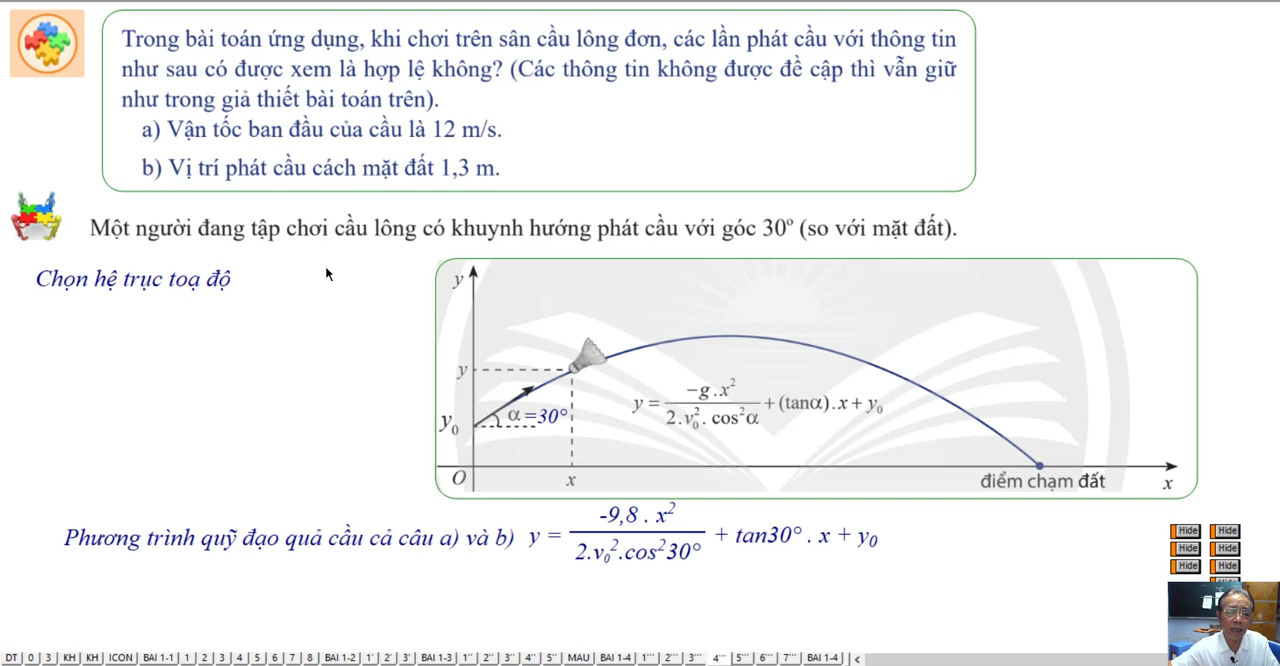 Trong bài toán ứng dụng, khi chơi trên sân cầu lông đơn, các lần phát cầu với thông tin
như sau có được xem là hợp lệ không? (Các thông tin không được đề cập thì vẫn giữ
như trong giả thiết bài toán trên).
a) Vận tốc ban đầu của cầu là 12 m/s.
b) Vị trí phát cầu cách mặt đất 1,3 m.
Một người đang tập chơi cầu lông có khuynh hướng phát cầu với góc 30º (so với mặt đất).
Chọn hệ trục toạ độ
y
y
y₀
α =30°
y = -g.x² / 2.v₀². cos²α + (tanα).x + y₀
O
x
điểm chạm đất
x
Phương trình quỹ đạo quả cầu cả câu a) và b) y = -9,8 . x² / 2.v₀².cos²30° + tan30° . x + y₀
Hide Hide
Hide Hide
Hide Hide
DT 0 3 KH KH ICON BAI 1-1 1 2 3 4 5 6 7 8 BAI 1-2 1' 2' 3' BAI 1-3 1'' 2'' 3'' 4'' 5'' MAU BAI 1-4 1''' 2''' 3''' 4''' 5''' 6''' 7''' BAI 1-4 <